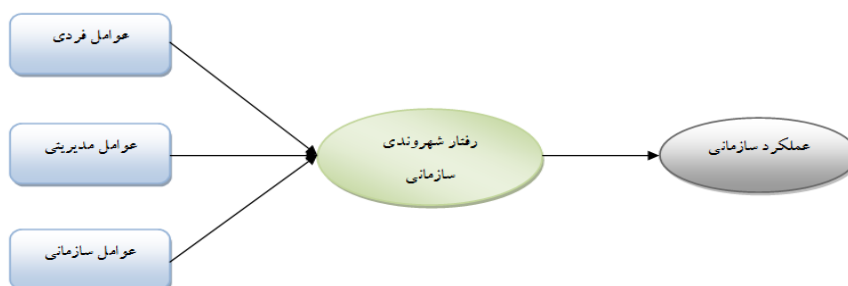 عوامل فردی
عوامل مدیریتی
عوامل سازمانی
رفتار شهروندی
سازمانی
عملکرد سازمانی